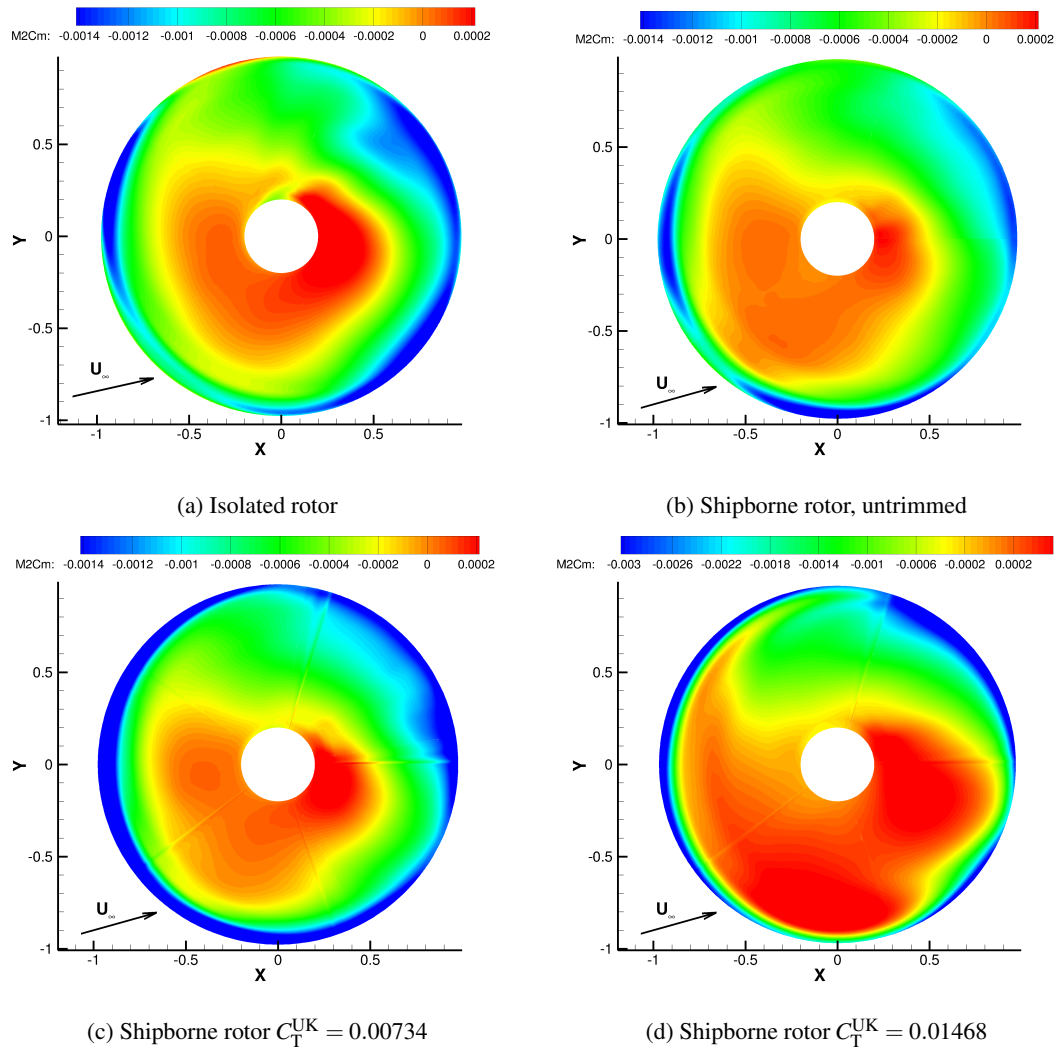 M2Cm: -0.0014 -0.0012 -0.001 -0.0008 -0.0006 -0.0004 -0.0002 0 0.0002
Y
0.5
0
-0.5
-1
U∞
-1 -0.5 0 0.5
X
(a) Isolated rotor
M2Cm: -0.0014 -0.0012 -0.001 -0.0008 -0.0006 -0.0004 -0.0002 0 0.0002
Y
0.5
0
-0.5
-1
U∞
-1 -0.5 0 0.5
X
(b) Shipborne rotor, untrimmed
M2Cm: -0.0014 -0.0012 -0.001 -0.0008 -0.0006 -0.0004 -0.0002 0 0.0002
Y
0.5
0
-0.5
-1
U∞
-1 -0.5 0 0.5
X
(c) Shipborne rotor C_T^UK = 0.00734
M2Cm: -0.003 -0.0026 -0.0022 -0.0018 -0.0014 -0.001 -0.0006 -0.0002 0.0002
Y
0.5
0
-0.5
-1
U∞
-1 -0.5 0 0.5
X
(d) Shipborne rotor C_T^UK = 0.01468